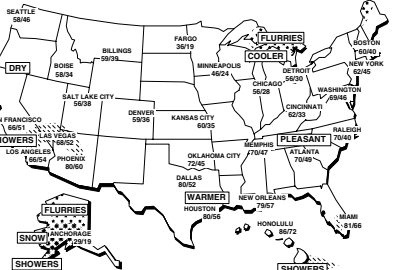 SEATTLE
58/46
FARGO
36/19
FLURRIES
BOSTON
60/40
BILLINGS
59/39
COOLER
NEW YORK
62/45
DRY
BOISE
58/34
MINNEAPOLIS
46/24
DETROIT
56/30
CHICAGO
56/28
WASHINGTON
69/46
SALT LAKE CITY
56/38
DENVER
59/36
KANSAS CITY
60/35
CINCINNATI
62/33
N FRANCISCO
66/51
HOWERS
LAS VEGAS
68/52
RALEIGH
70/40
PLEASANT
LOS ANGELES
66/54
PHOENIX
80/60
OKLAHOMA CITY
72/45
MEMPHIS
70/47
ATLANTA
70/49
DALLAS
80/52
WARMER
NEW ORLEANS
79/57
HOUSTON
80/56
MIAMI
81/66
HONOLULU
86/72
FLURRIES
SNOW
ANCHORAGE
29/19
SHOWERS
SHOWERS